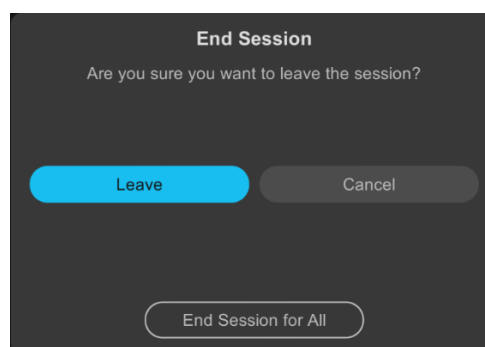 End Session
Are you sure you want to leave the session?
Leave
Cancel
End Session for All